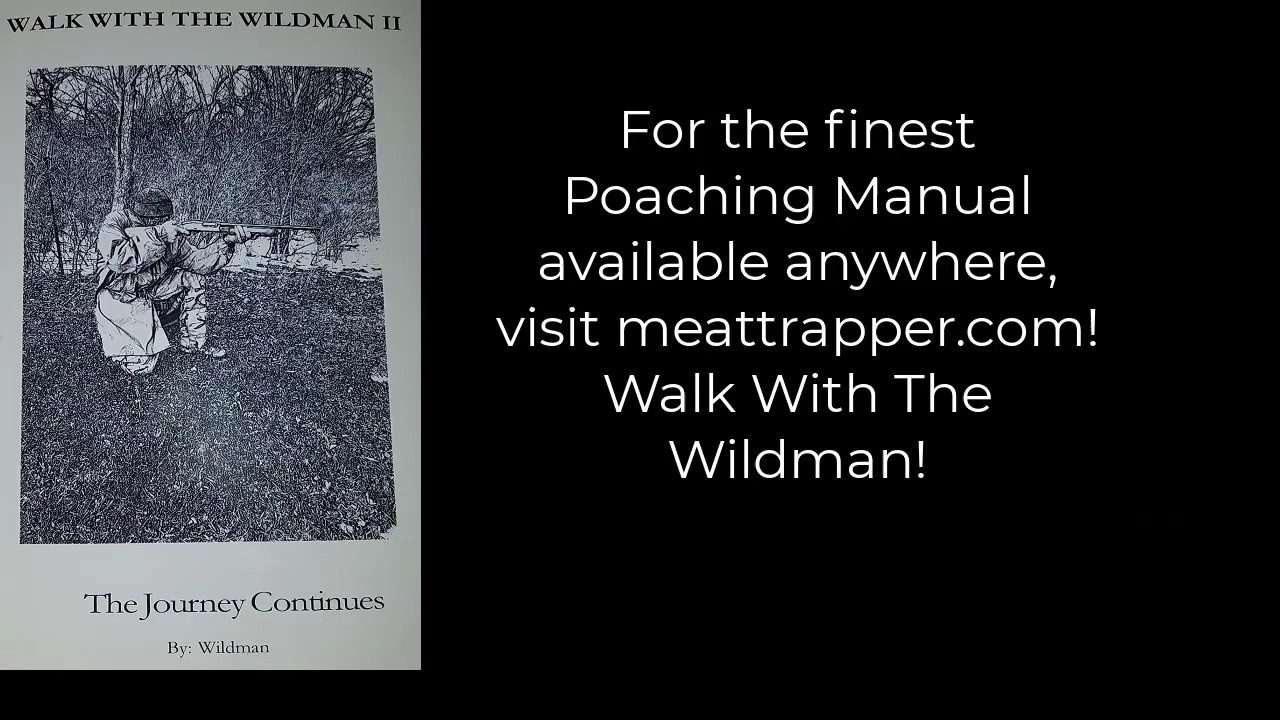 WALK WITH THE WILDMAN II
The Journey Continues
By: Wildman
For the finest
Poaching Manual
available anywhere,
visit meattrapper.com!
Walk With The
Wildman!